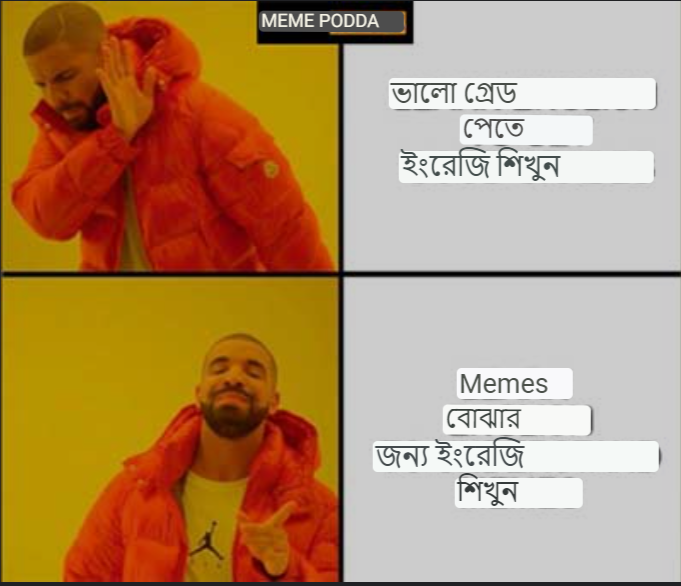 MEME PODDA
ভালো গ্রেড
পেতে
ইংরেজি শিখুন
Memes
বোঝার
জন্য ইংরেজি
শিখুন